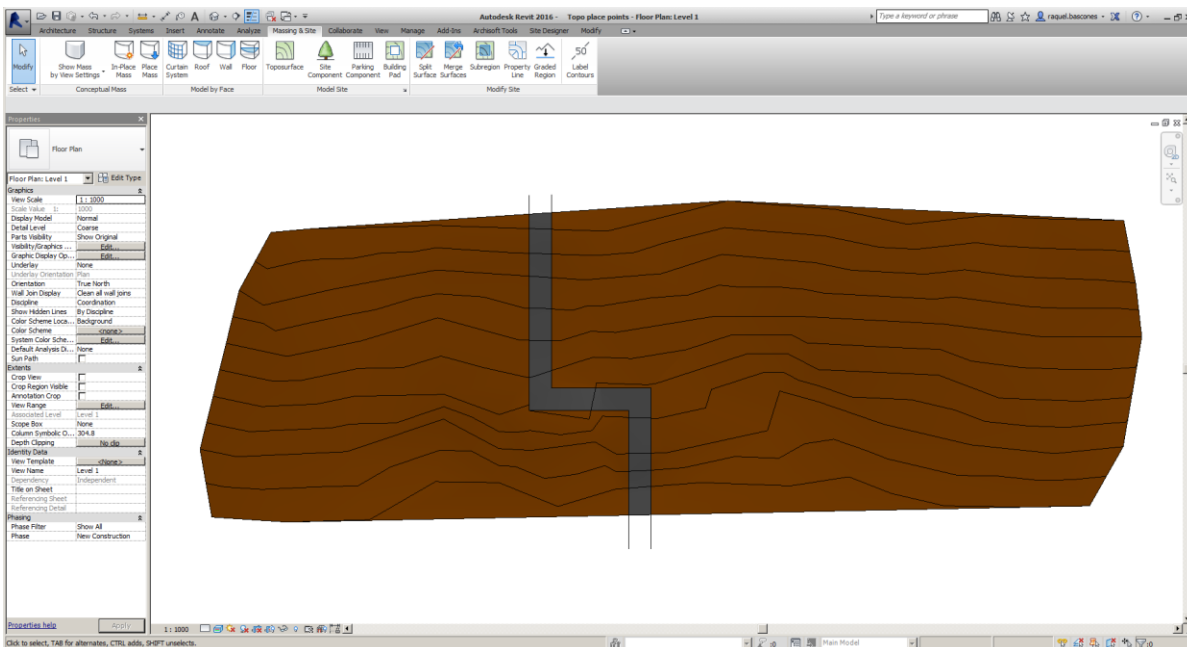 Autodesk Revit 2016 - Topo place points - Floor Plan: Level 1
Type a keyword or phrase
raquel.bascones
Architecture Structure Systems Insert Annotate Analyze Massing & Site Collaborate View Manage Add-Ins Archisoft Tools Site Designer Modify
Modify
Show Mass by View Settings
In-Place Mass
Place Mass
Curtain System
Roof
Wall
Floor
Toposurface
Site Component
Parking Component
Building Pad
Split Surface
Merge Surfaces
Subregion
Property Line
Graded Region
50
Label Contours
Select
Conceptual Mass
Model by Face
Model Site
Modify Site
Properties
Floor Plan
Floor Plan: Level 1 Edit Type
Graphics
View Scale 1 : 1000
Scale Value 1: 1000
Display Model Normal
Detail Level Coarse
Parts Visibility Show Original
Visibility/Graphics ... Edit...
Graphic Display Op... Edit...
Underlay None
Underlay Orientation Plan
Orientation True North
Wall Join Display Clean all wall joins
Discipline Coordination
Show Hidden Lines By Discipline
Color Scheme Loca... Background
Color Scheme <none>
System Color Sche... Edit...
Default Analysis Di... None
Sun Path
Extents
Crop View
Crop Region Visible
Annotation Crop
View Range Edit...
Associated Level Level 1
Scope Box None
Column Symbolic O... 304.8
Depth Clipping No clip
Identity Data
View Template <None>
View Name Level 1
Dependency Independent
Title on Sheet
Referencing Sheet
Referencing Detail
Phasing
Phase Filter Show All
Phase New Construction
Properties help Apply
1 : 1000
Click to select, TAB for alternates, CTRL adds, SHIFT unselects.
:0
Main Model
:0